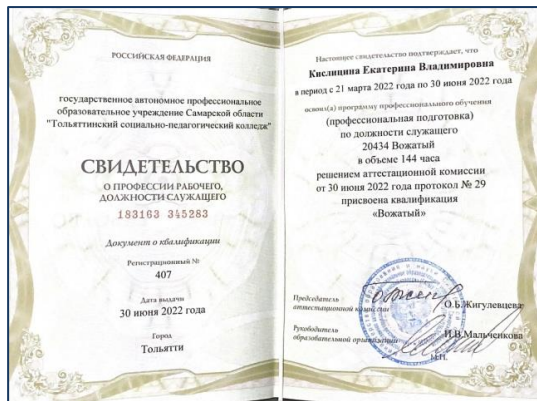 РОССИЙСКАЯ ФЕДЕРАЦИЯ
государственное автономное профессиональное
образовательное учреждение Самарской области
"Тольяттинский социально-педагогический колледж"
СВИДЕТЕЛЬСТВО
О ПРОФЕССИИ РАБОЧЕГО,
ДОЛЖНОСТИ СЛУЖАЩЕГО
183163 345283
Документ о квалификации
Регистрационный №
407
Дата выдачи
30 июня 2022 года
Город
Тольятти
Настоящее свидетельство подтверждает, что
Кислицина Екатерина Владимировна
в период с 21 марта 2022 года по 30 июня 2022 года
освоил(а) программу профессионального обучения
(профессиональная подготовка)
по должности служащего
20434 Вожатый
в объеме 144 часа
решением аттестационной комиссии
от 30 июня 2022 года протокол № 29
присвоена квалификация
«Вожатый»
Председатель
аттестационной комиссии
О.Б.Жигулевцева
Руководитель
образовательной организации
И.В.Мальченкова
М.П.